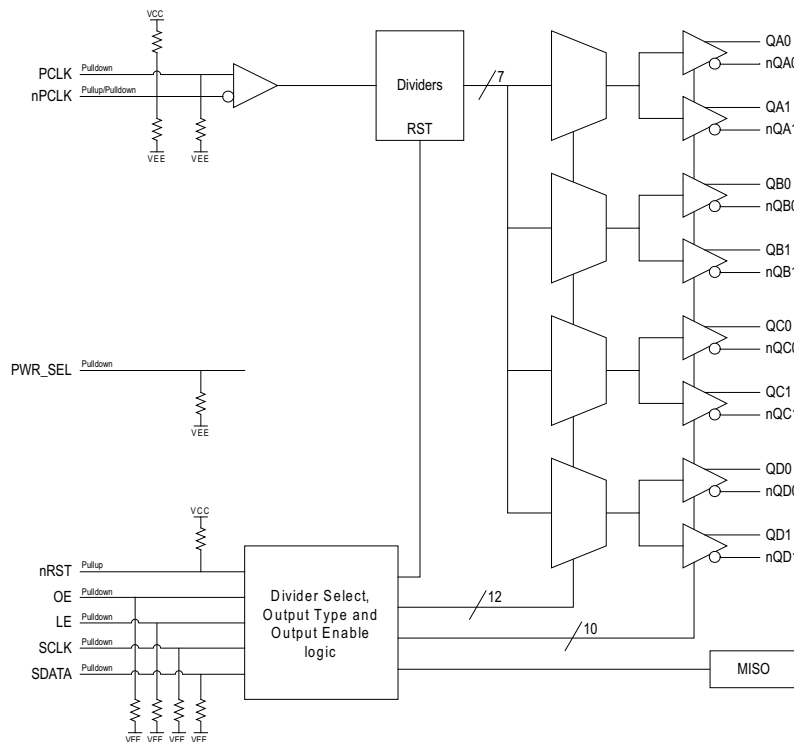 VCC
PCLK Pulldown
nPCLK Pullup/Pulldown
VEE VEE
Dividers
RST
7
QA0
nQA0
QA1
nQA1
QB0
nQB0
QB1
nQB1
PWR_SEL Pulldown
VEE
QC0
nQC0
QC1
nQC1
QD0
nQD0
QD1
nQD1
VCC
nRST Pullup
OE Pulldown
LE Pulldown
SCLK Pulldown
SDATA Pulldown
VEE VEE VEE VEE
Divider Select,
Output Type and
Output Enable
logic
12
10
MISO